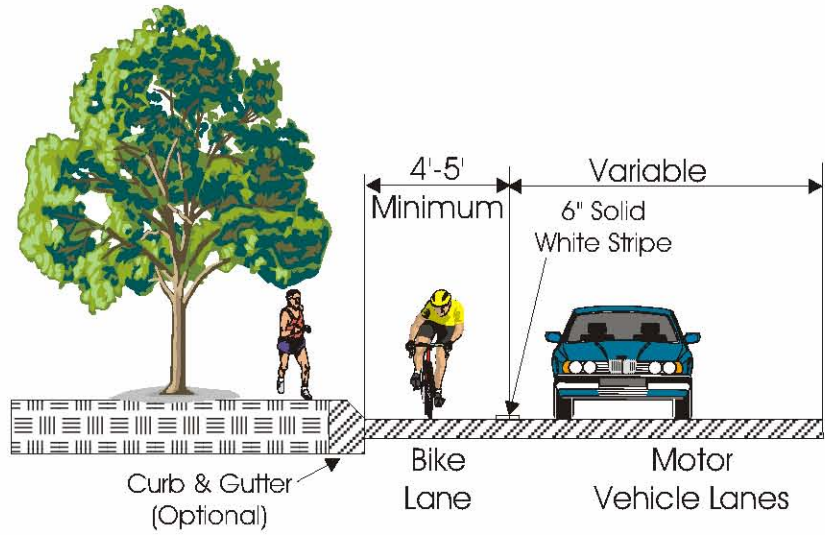 4'-5'
Minimum
Variable
6" Solid
White Stripe
Curb & Gutter
(Optional)
Bike
Lane
Motor
Vehicle Lanes